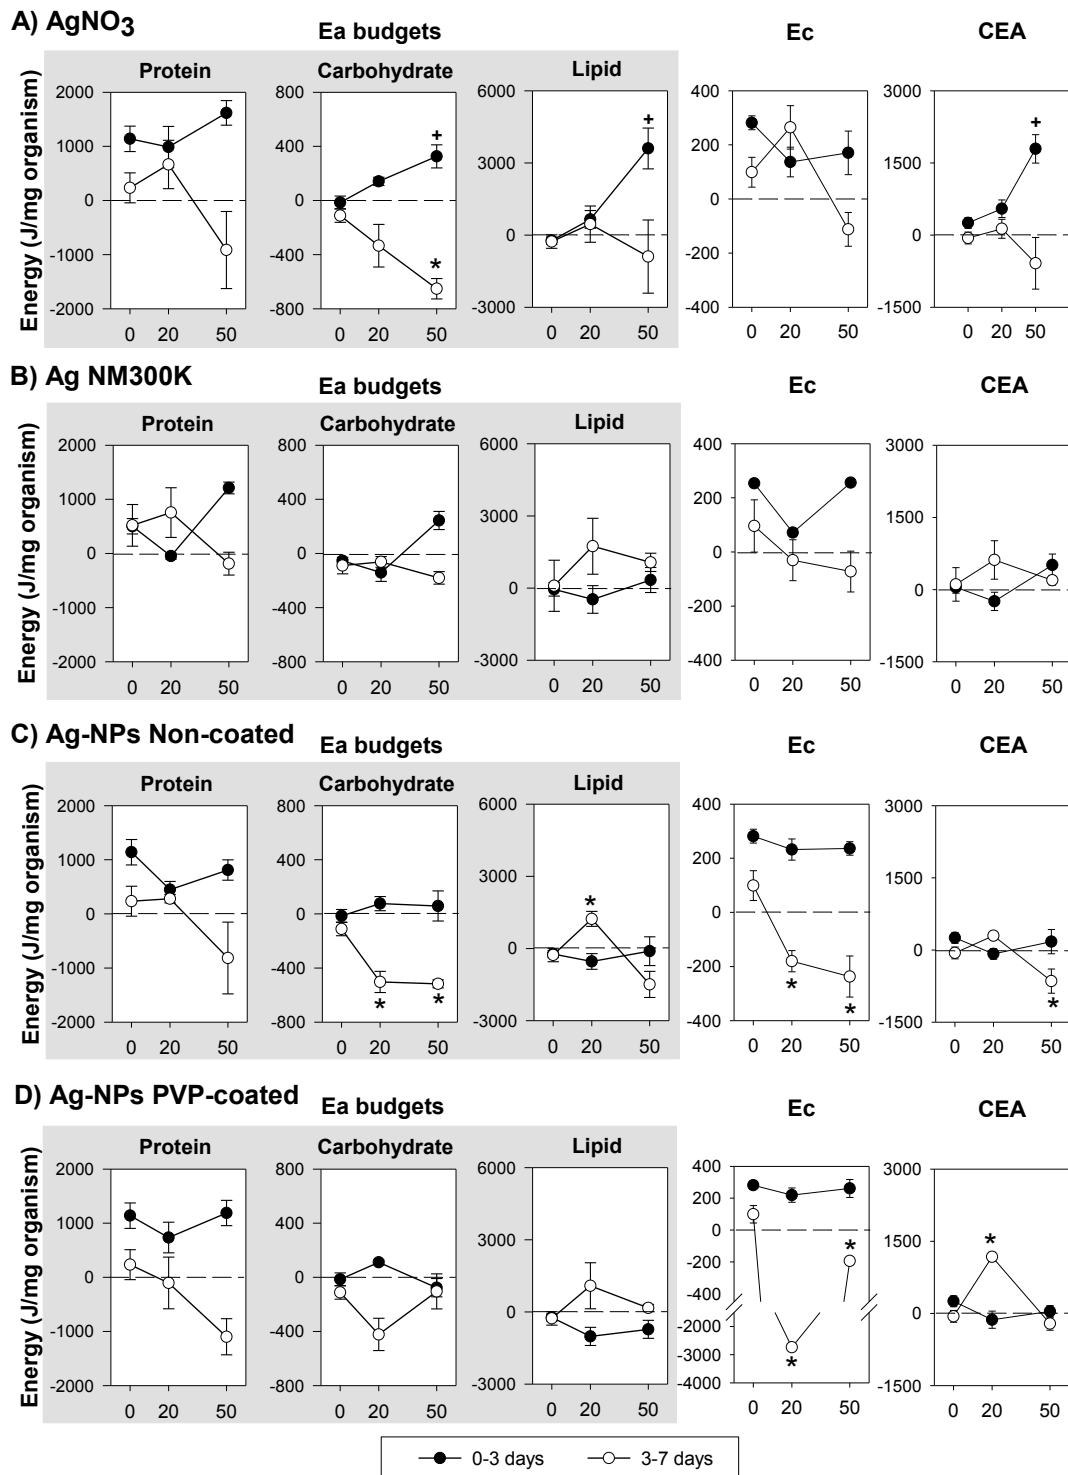 A) AgNO3
Ea budgets
Ec
CEA
Protein
Carbohydrate
Lipid
Energy (J/mg organism)
2000
1000
0
-1000
-2000
0 20 50
800
400
0
-400
-800
+
*
0 20 50
6000
3000
0
-3000
+
0 20 50
400
200
0
-200
-400
0 20 50
3000
1500
0
-1500
+
0 20 50
B) Ag NM300K
Ea budgets
Ec
CEA
Protein
Carbohydrate
Lipid
Energy (J/mg organism)
2000
1000
0
-1000
-2000
0 20 50
800
400
0
-400
-800
0 20 50
6000
3000
0
-3000
0 20 50
400
200
0
-200
-400
0 20 50
3000
1500
0
-1500
0 20 50
C) Ag-NPs Non-coated
Ea budgets
Ec
CEA
Protein
Carbohydrate
Lipid
Energy (J/mg organism)
2000
1000
0
-1000
-2000
0 20 50
800
400
0
-400
-800
* *
0 20 50
6000
3000
0
-3000
*
0 20 50
400
200
0
-200
-400
* *
0 20 50
3000
1500
0
-1500
*
0 20 50
D) Ag-NPs PVP-coated
Ea budgets
Ec
CEA
Protein
Carbohydrate
Lipid
Energy (J/mg organism)
2000
1000
0
-1000
-2000
0 20 50
800
400
0
-400
-800
0 20 50
6000
3000
0
-3000
0 20 50
400
200
0
-200
-400
-2000
-3000
-4000
*
*
0 20 50
3000
1500
0
-1500
*
0 20 50
0-3 days 3-7 days